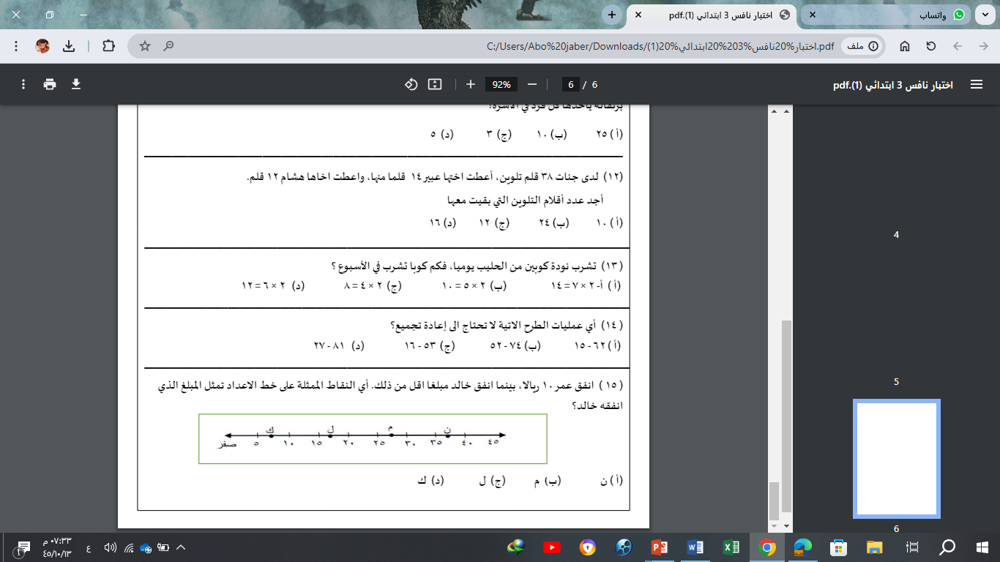 واتساب
اختبار نافس 3 ابتدائي (1).pdf
ملف
C:/Users/Abo%20jaber/Downloads/اختبار%20نافس%203%20ابتدائي%20(1).pdf
اختبار نافس 3 ابتدائي (1).pdf
6 / 6
92%
برتقالة يأخذها كل فرد في الأسرة؟
(أ) ٢٥ (ب) ١٠ (ج) ٣ (د) ٥
(١٢) لدى جنات ٣٨ قلم تلوين، أعطت اختها عبير ١٤ قلما منها، واعطت اخاها هشام ١٢ قلم.
أجد عدد أقلام التلوين التي بقيت معها
(أ) ١٠ (ب) ٢٤ (ج) ١٢ (د) ١٦
(١٣) تشرب نودة كوبين من الحليب يوميا، فكم كوبا تشرب في الأسبوع ؟
(أ) أ- ٢ × ٧ = ١٤ (ب) ٢ × ٥ = ١٠ (ج) ٢ × ٤ = ٨ (د) ٢ × ٦ = ١٢
(١٤) أي عمليات الطرح الاتية لا تحتاج الى إعادة تجميع؟
(أ) ٦٢ - ١٥ (ب) ٧٤ - ٥٢ (ج) ٥٣ - ١٦ (د) ٨١ - ٢٧
(١٥) انفق عمر ١٠ ريالا، بينما انفق خالد مبلغا اقل من ذلك. أي النقاط الممثلة على خط الاعداد تمثل المبلغ الذي
انفقه خالد؟
ك ل م ن
صفر ٥ ١٠ ١٥ ٢٠ ٢٥ ٣٠ ٣٥ ٤٠ ٤٥
(أ) ن (ب) م (ج) ل (د) ك
4
5
6
٠٧:٣٣ م
٤٥/١٠/١٣
ع
١